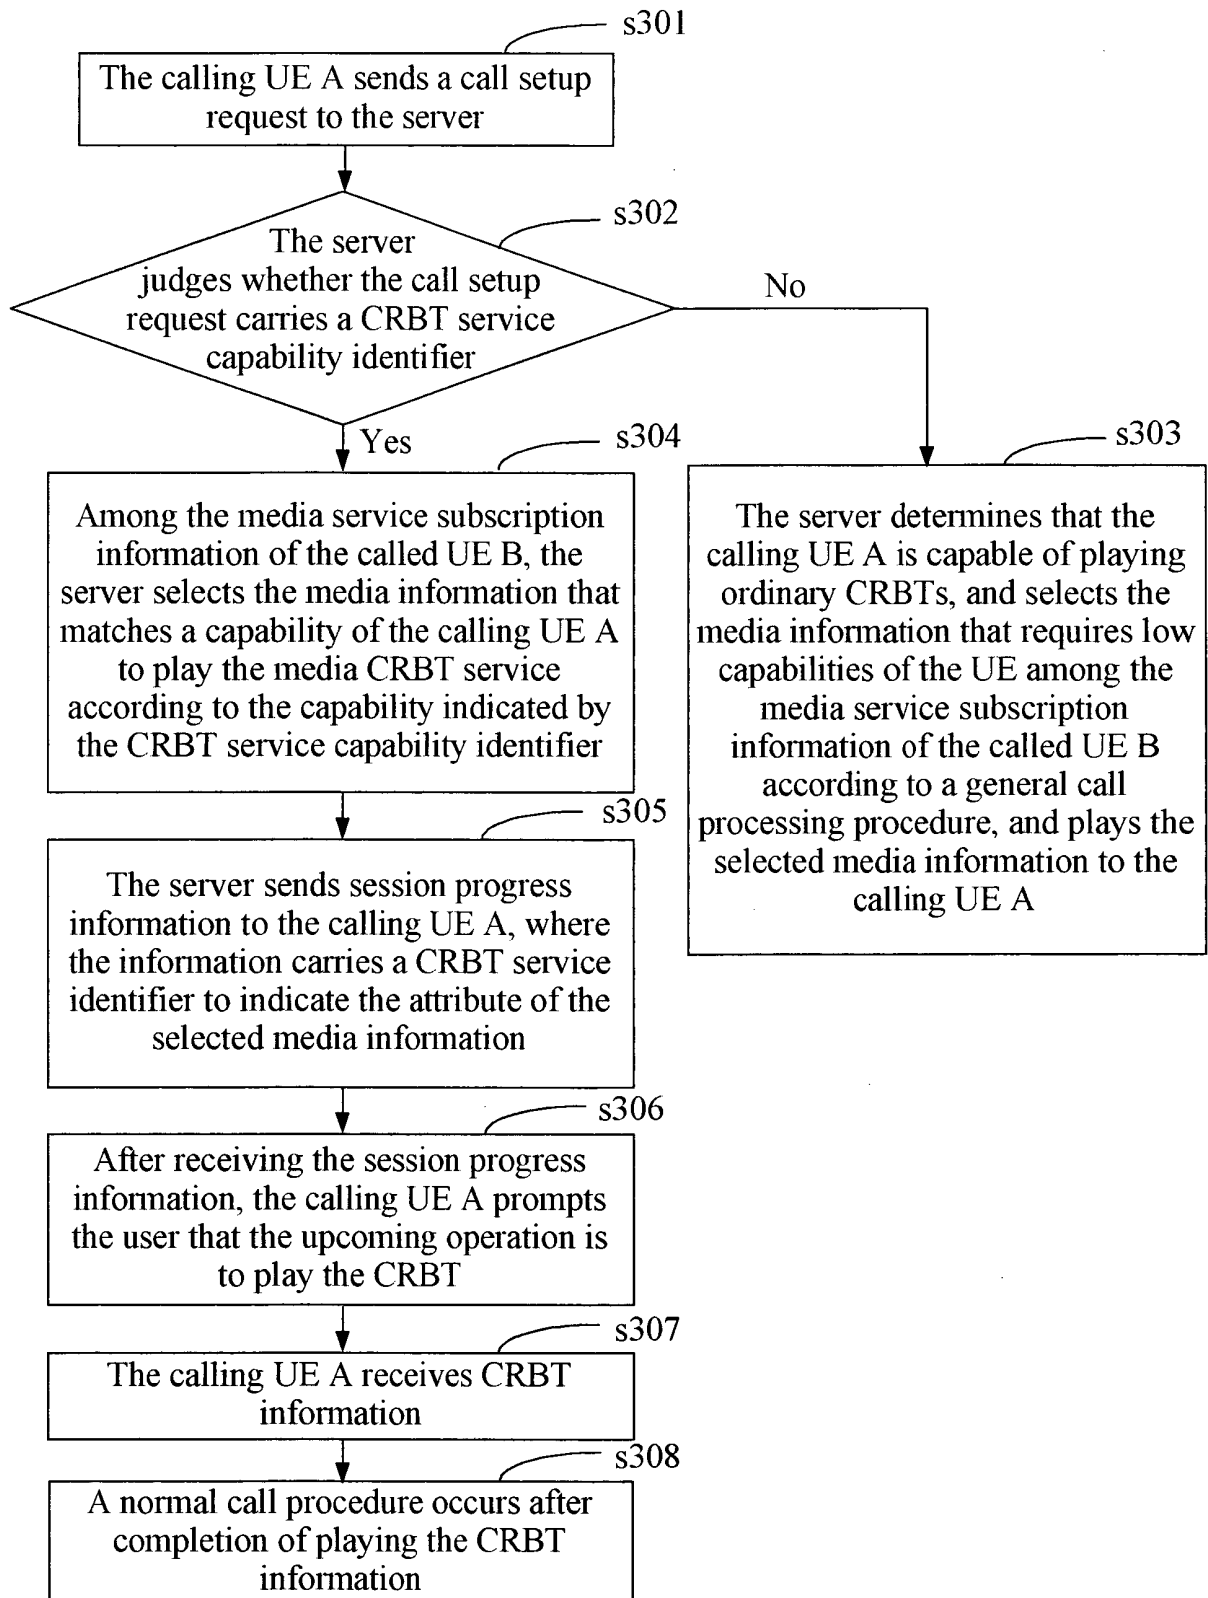 s301
The calling UE A sends a call setup
request to the server
s302
The server
judges whether the call setup
request carries a CRBT service
capability identifier
No
Yes
s304
Among the media service subscription
information of the called UE B, the
server selects the media information that
matches a capability of the calling UE A
to play the media CRBT service
according to the capability indicated by
the CRBT service capability identifier
s303
The server determines that the
calling UE A is capable of playing
ordinary CRBTs, and selects the
media information that requires low
capabilities of the UE among the
media service subscription
information of the called UE B
according to a general call
processing procedure, and plays the
selected media information to the
calling UE A
s305
The server sends session progress
information to the calling UE A, where
the information carries a CRBT service
identifier to indicate the attribute of the
selected media information
s306
After receiving the session progress
information, the calling UE A prompts
the user that the upcoming operation is
to play the CRBT
s307
The calling UE A receives CRBT
information
s308
A normal call procedure occurs after
completion of playing the CRBT
information